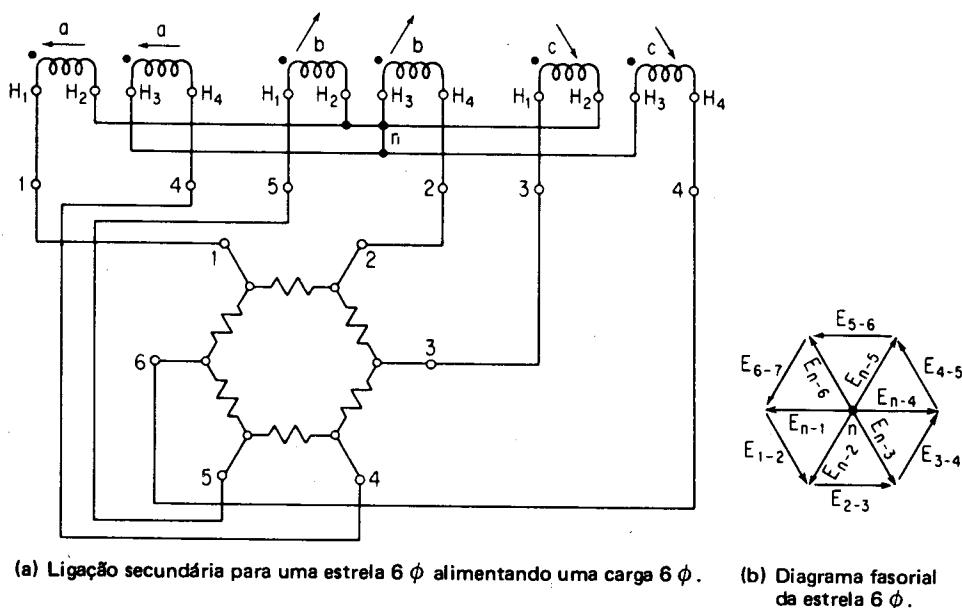 a a b b c c
H1 H2 H3 H4 H1 H2 H3 H4 H1 H2 H3 H4
n
1 4 5 2 3 4
1 2
6 3
5 4
E5-6
E6-7 En-6 En-5 E4-5
En-1 n En-4
E1-2 En-2 En-3 E3-4
E2-3
(a) Ligação secundária para uma estrela 6 ϕ alimentando uma carga 6 ϕ.
(b) Diagrama fasorial
da estrela 6 ϕ.